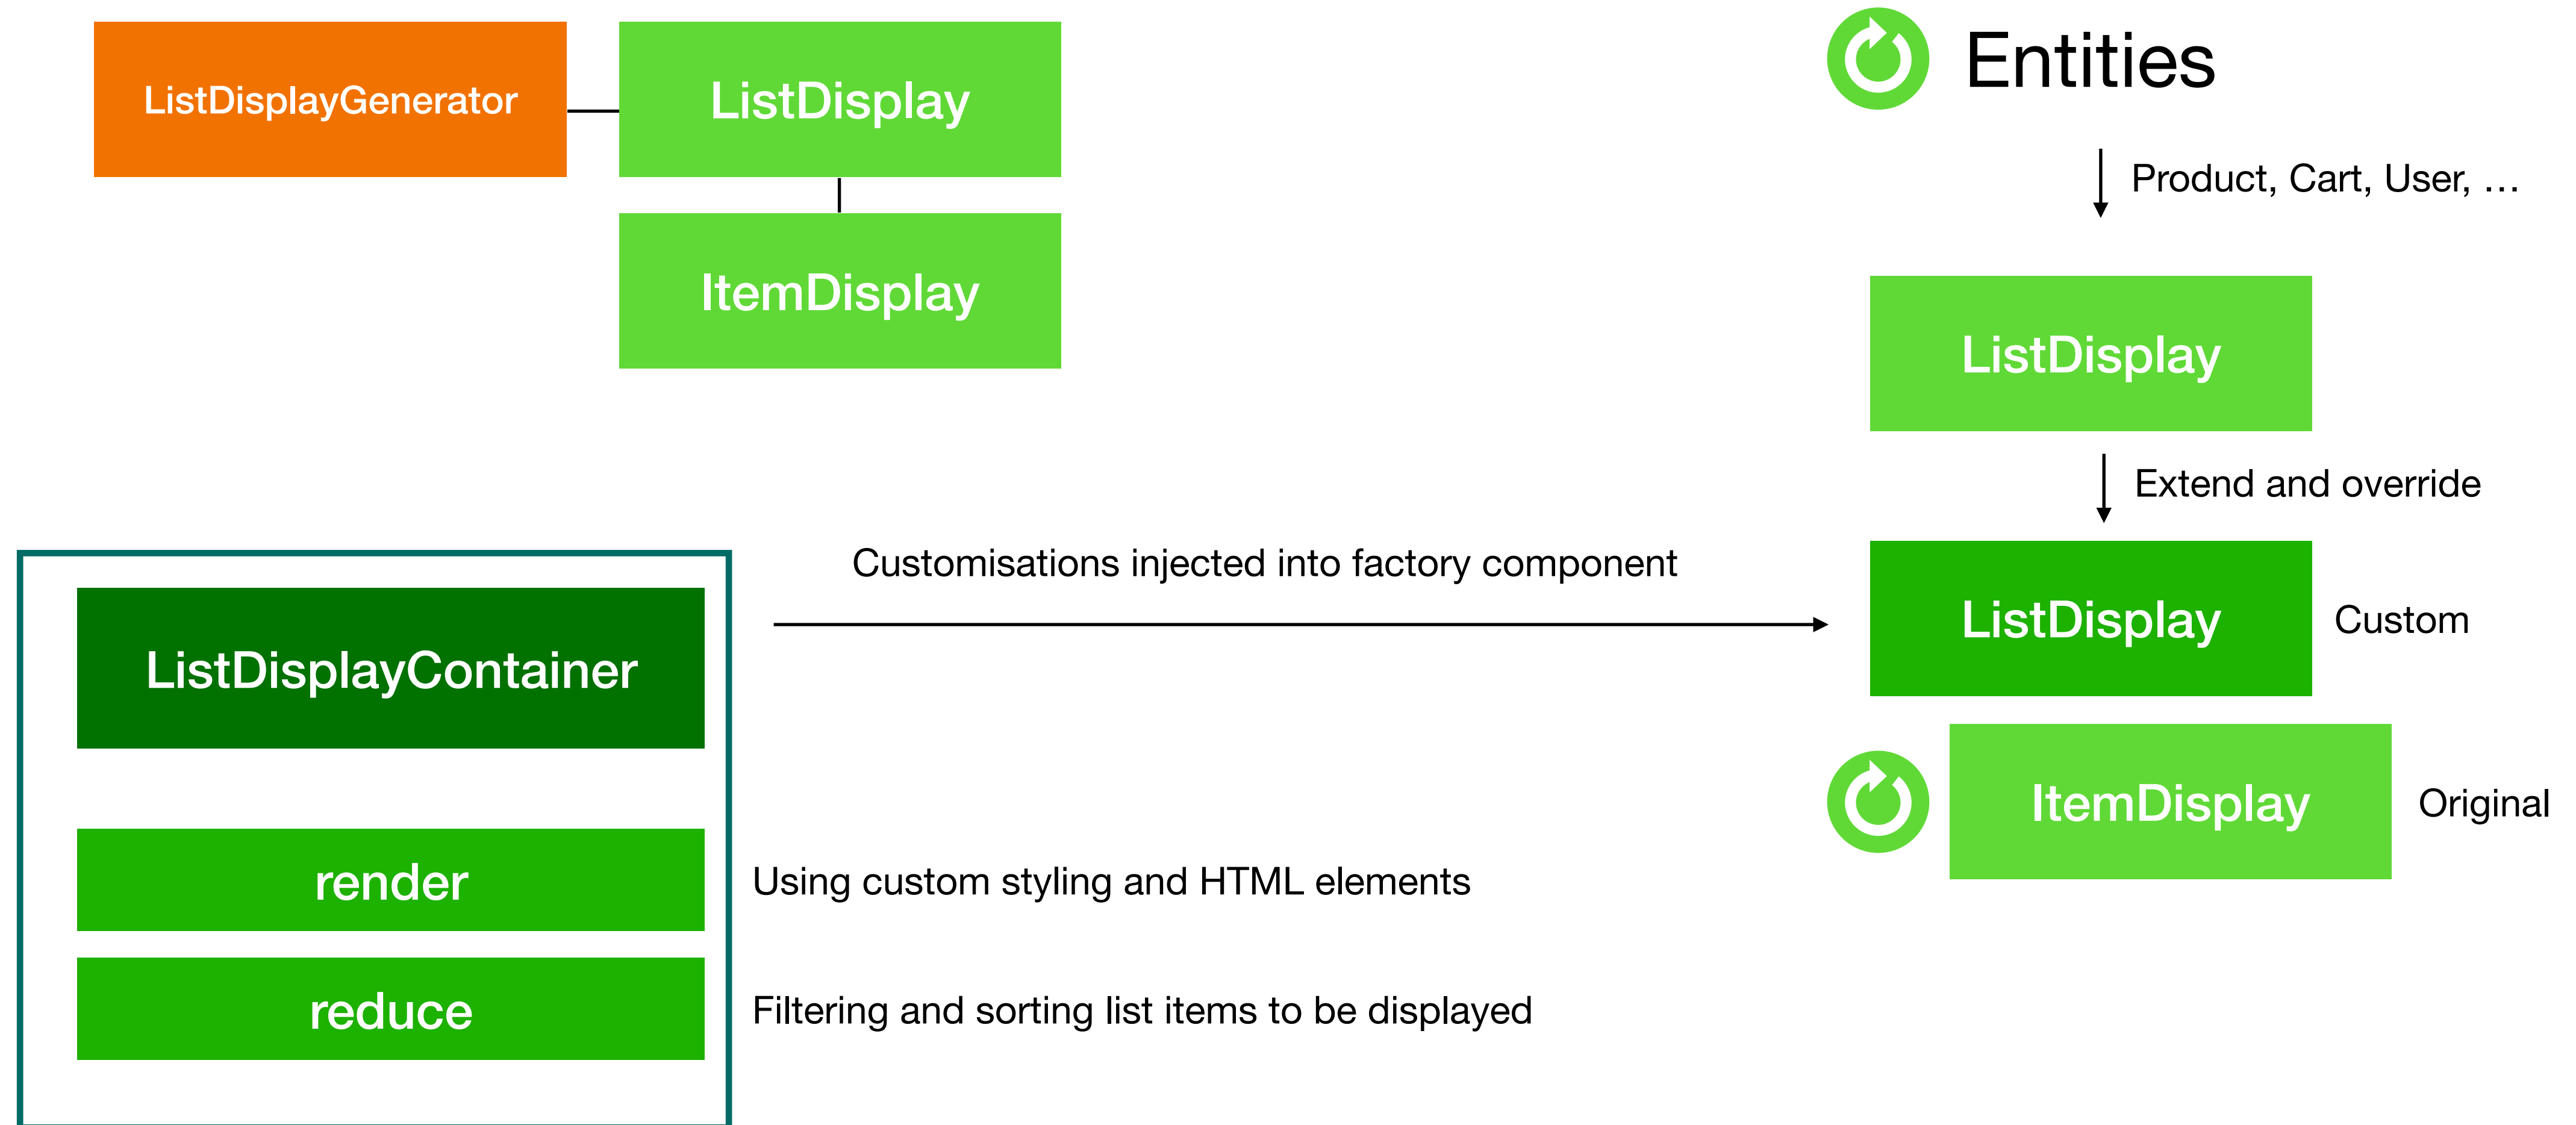 ListDisplayGenerator
ListDisplay
ItemDisplay
Entities
Product, Cart, User, …
ListDisplay
Extend and override
Customisations injected into factory component
ListDisplay
Custom
ItemDisplay
Original
ListDisplayContainer
render
Using custom styling and HTML elements
reduce
Filtering and sorting list items to be displayed